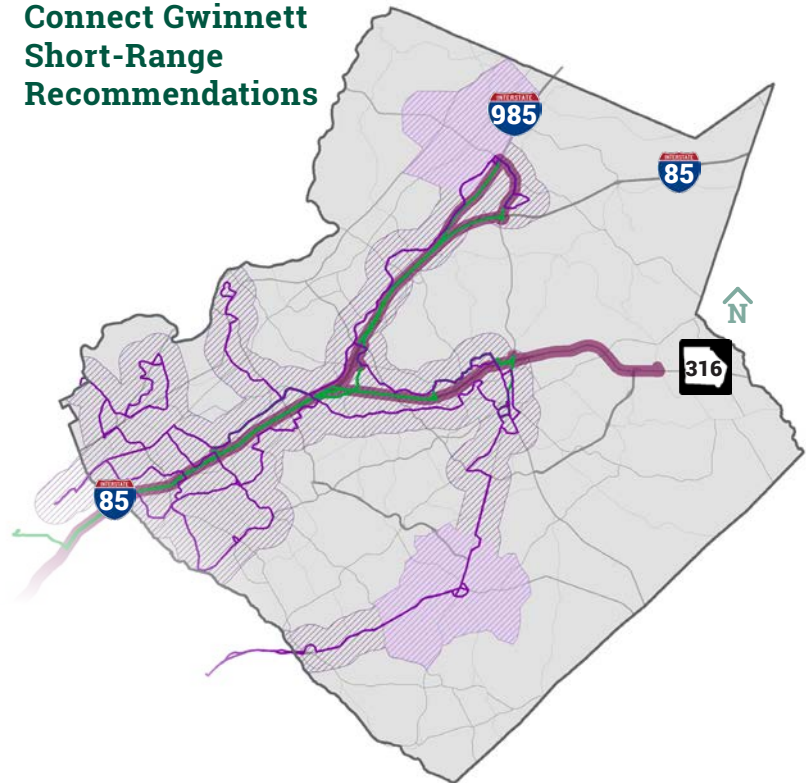 Connect Gwinnett
Short-Range
Recommendations
INTERSTATE
985
INTERSTATE
85
N
316
INTERSTATE
85